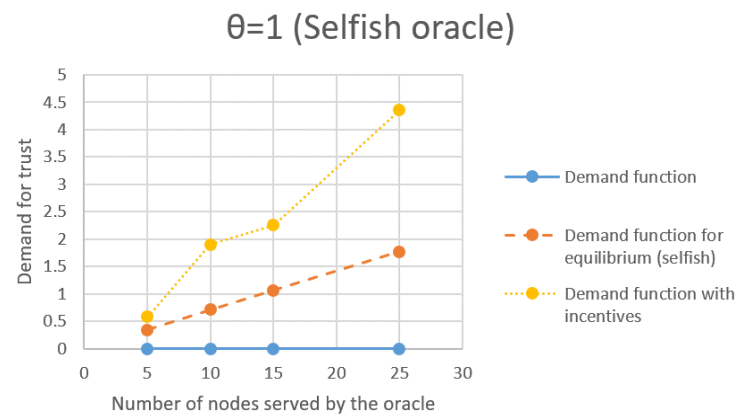 θ=1 (Selfish oracle)
Demand for trust
5
4.5
4
3.5
3
2.5
2
1.5
1
0.5
0
0 5 10 15 20 25 30
Number of nodes served by the oracle
Demand function
Demand function for
equilibrium (selfish)
Demand function with
incentives